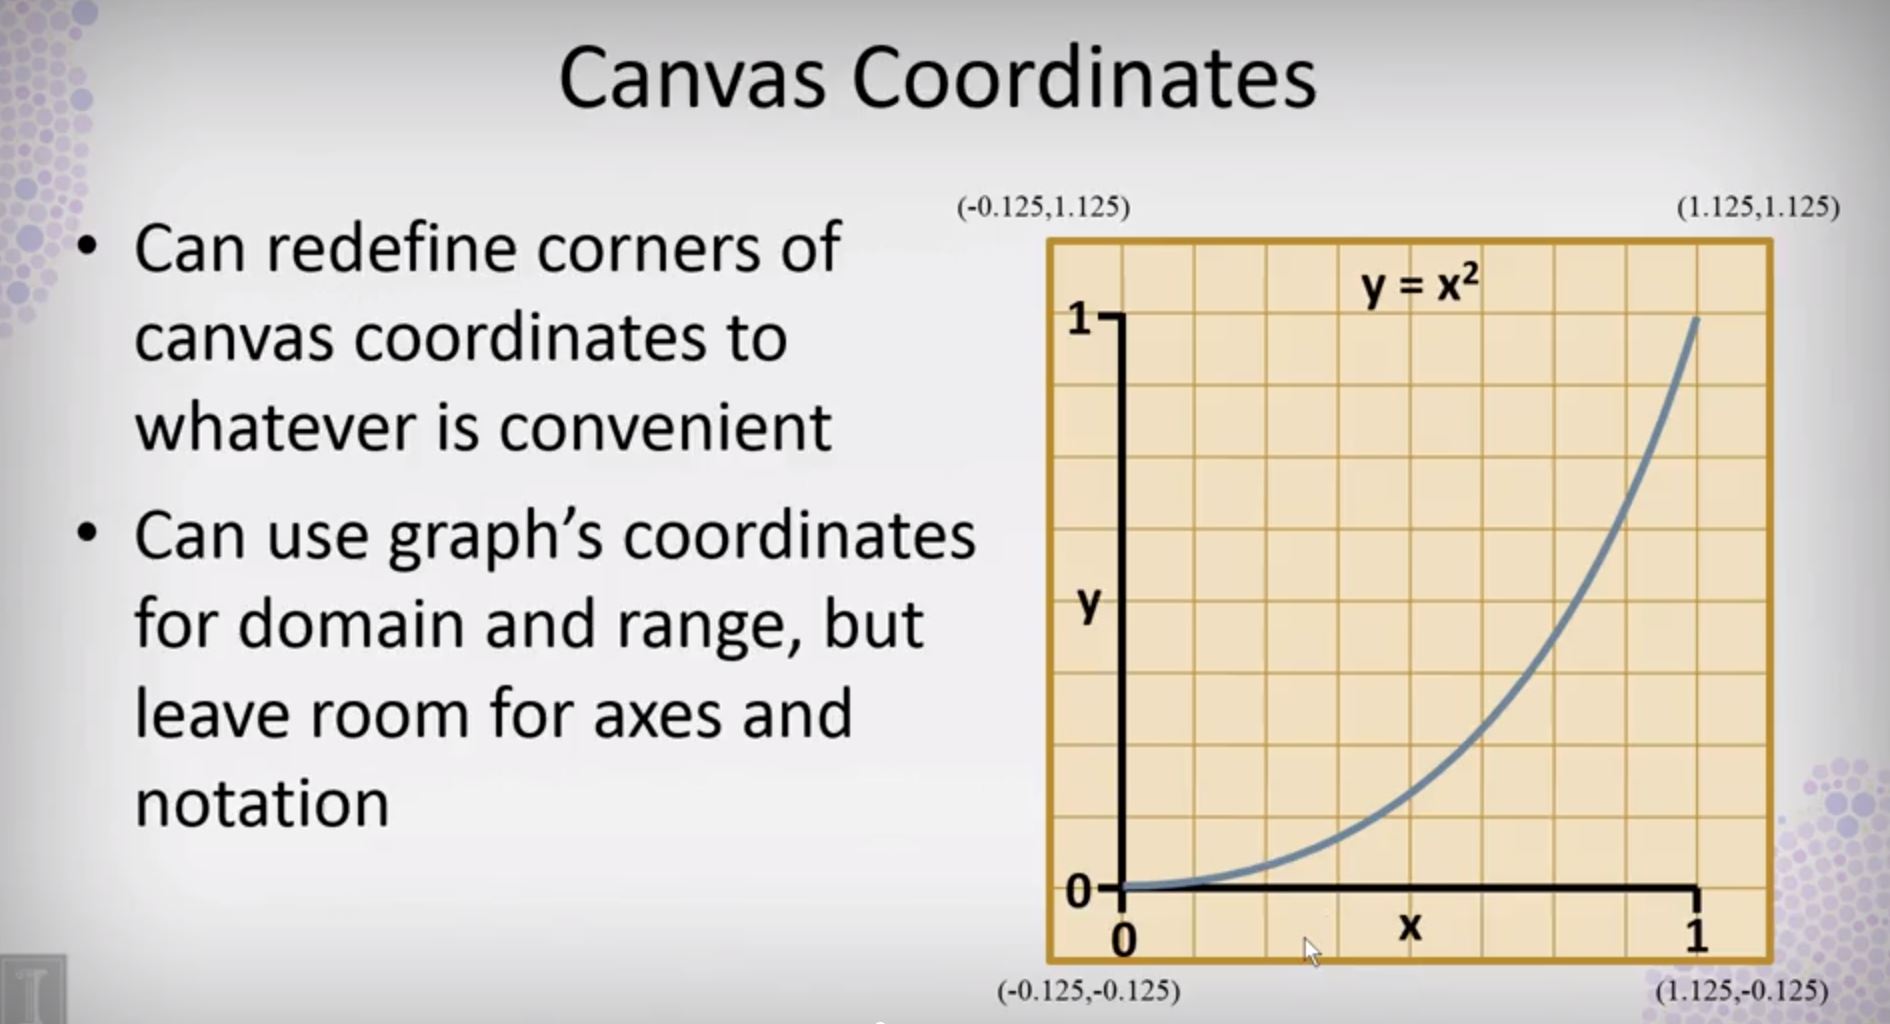 Canvas Coordinates
• Can redefine corners of
canvas coordinates to
whatever is convenient
• Can use graph’s coordinates
for domain and range, but
leave room for axes and
notation
(-0.125,1.125)
(1.125,1.125)
y = x²
1
y
0
0
x
1
(-0.125,-0.125)
(1.125,-0.125)
I